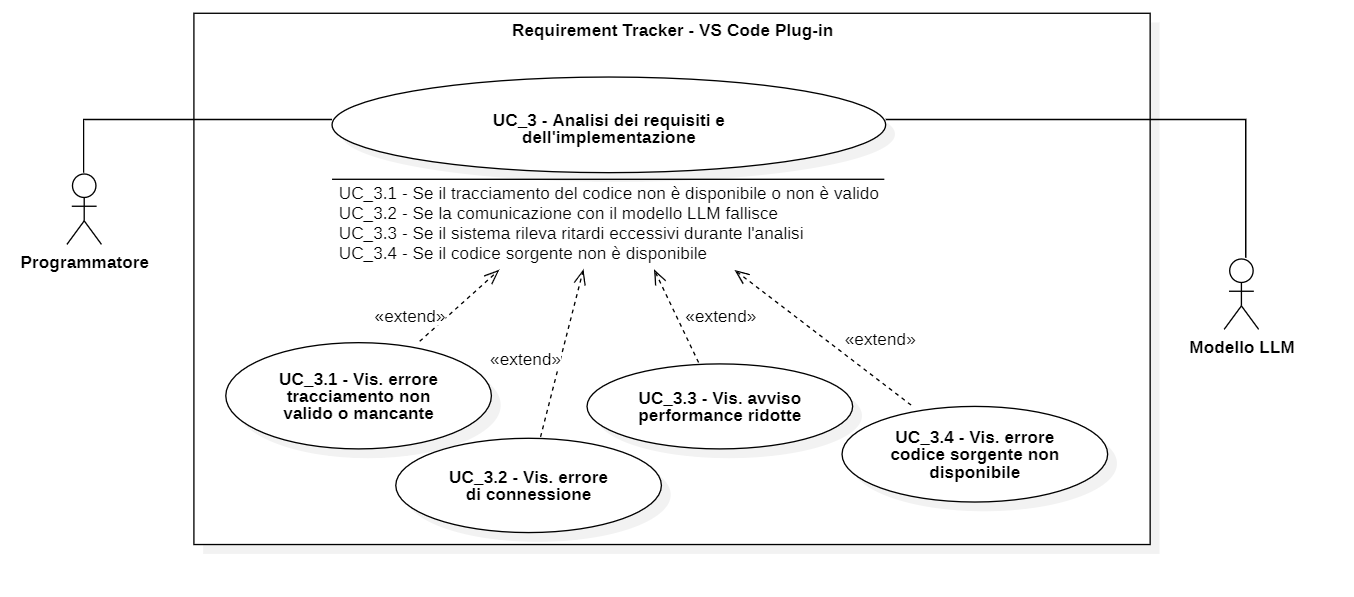 Requirement Tracker - VS Code Plug-in
UC_3 - Analisi dei requisiti e
dell'implementazione
UC_3.1 - Se il tracciamento del codice non è disponibile o non è valido
UC_3.2 - Se la comunicazione con il modello LLM fallisce
UC_3.3 - Se il sistema rileva ritardi eccessivi durante l'analisi
UC_3.4 - Se il codice sorgente non è disponibile
Programmatore
Modello LLM
«extend»
«extend»
«extend»
«extend»
UC_3.1 - Vis. errore
tracciamento non
valido o mancante
UC_3.2 - Vis. errore
di connessione
UC_3.3 - Vis. avviso
performance ridotte
UC_3.4 - Vis. errore
codice sorgente non
disponibile